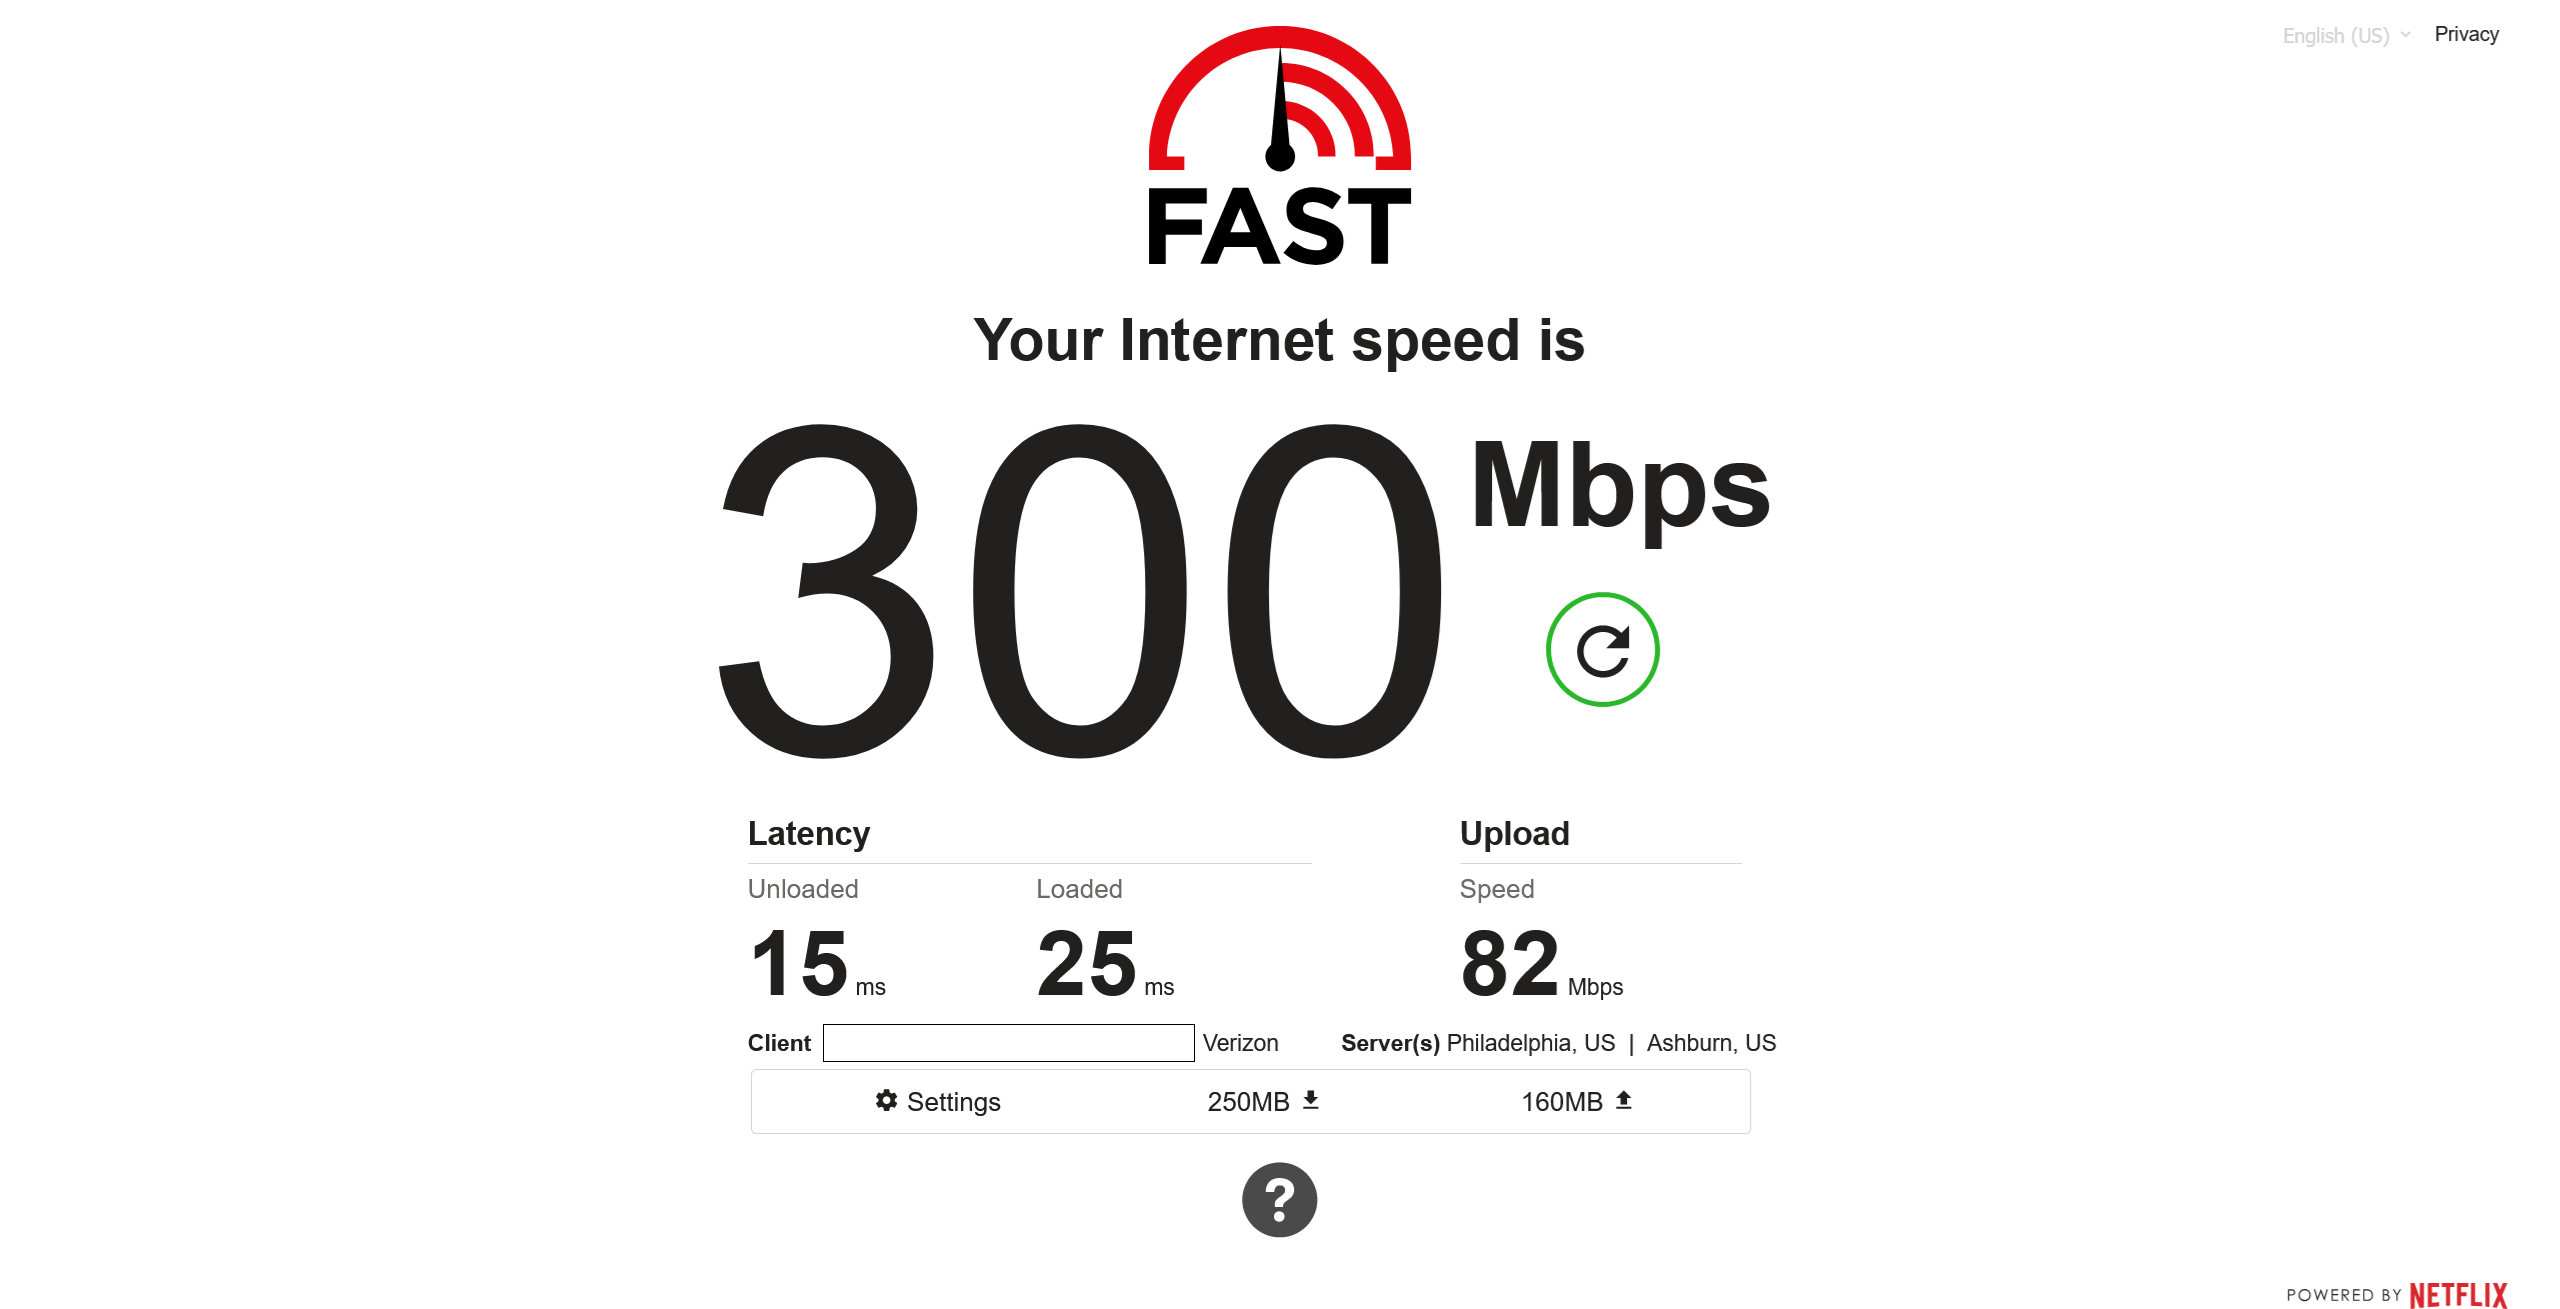 English (US) Privacy
FAST
Your Internet speed is
300 Mbps
Latency Upload
Unloaded Loaded Speed
15 ms 25 ms 82 Mbps
Client Verizon Server(s) Philadelphia, US | Ashburn, US
Settings 250MB 160MB
?
POWERED BY NETFLIX